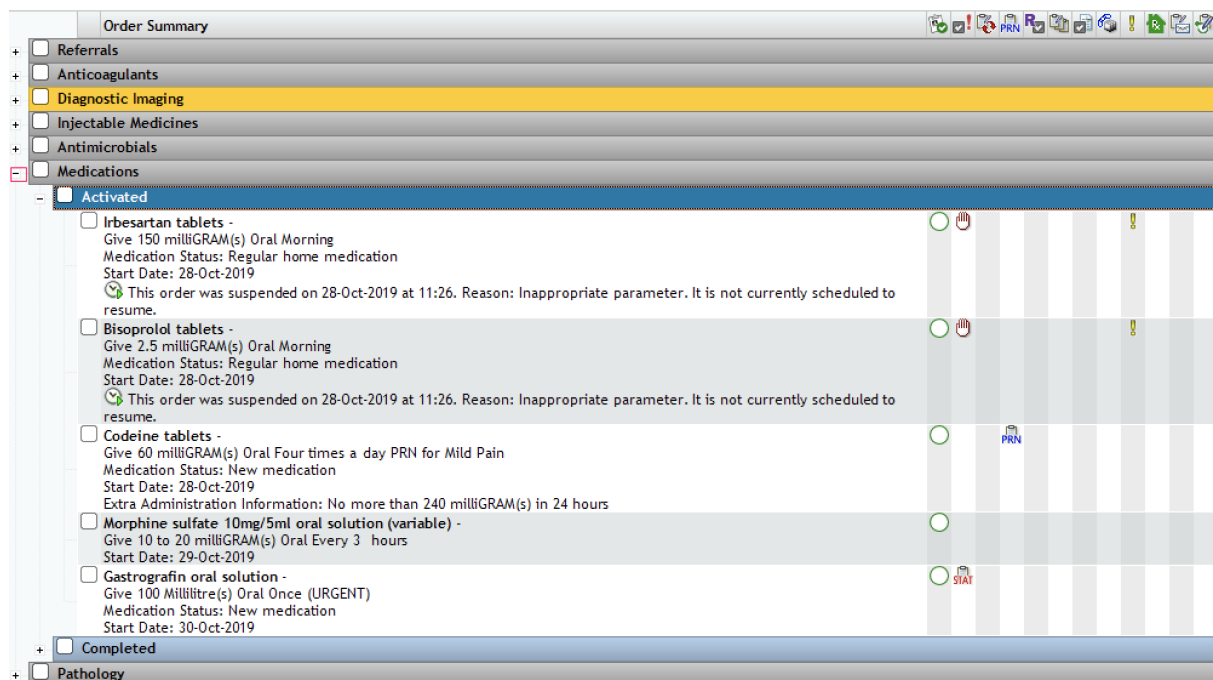 Order Summary
PRN
R
Referrals
Anticoagulants
Diagnostic Imaging
Injectable Medicines
Antimicrobials
Medications
Activated
Irbesartan tablets -
Give 150 milliGRAM(s) Oral Morning
Medication Status: Regular home medication
Start Date: 28-Oct-2019
This order was suspended on 28-Oct-2019 at 11:26. Reason: Inappropriate parameter. It is not currently scheduled to
resume.
Bisoprolol tablets -
Give 2.5 milliGRAM(s) Oral Morning
Medication Status: Regular home medication
Start Date: 28-Oct-2019
This order was suspended on 28-Oct-2019 at 11:26. Reason: Inappropriate parameter. It is not currently scheduled to
resume.
Codeine tablets -
PRN
Give 60 milliGRAM(s) Oral Four times a day PRN for Mild Pain
Medication Status: New medication
Start Date: 28-Oct-2019
Extra Administration Information: No more than 240 milliGRAM(s) in 24 hours
Morphine sulfate 10mg/5ml oral solution (variable) -
Give 10 to 20 milliGRAM(s) Oral Every 3 hours
Start Date: 29-Oct-2019
Gastrografin oral solution -
STAT
Give 100 Millilitre(s) Oral Once (URGENT)
Medication Status: New medication
Start Date: 30-Oct-2019
Completed
Pathology